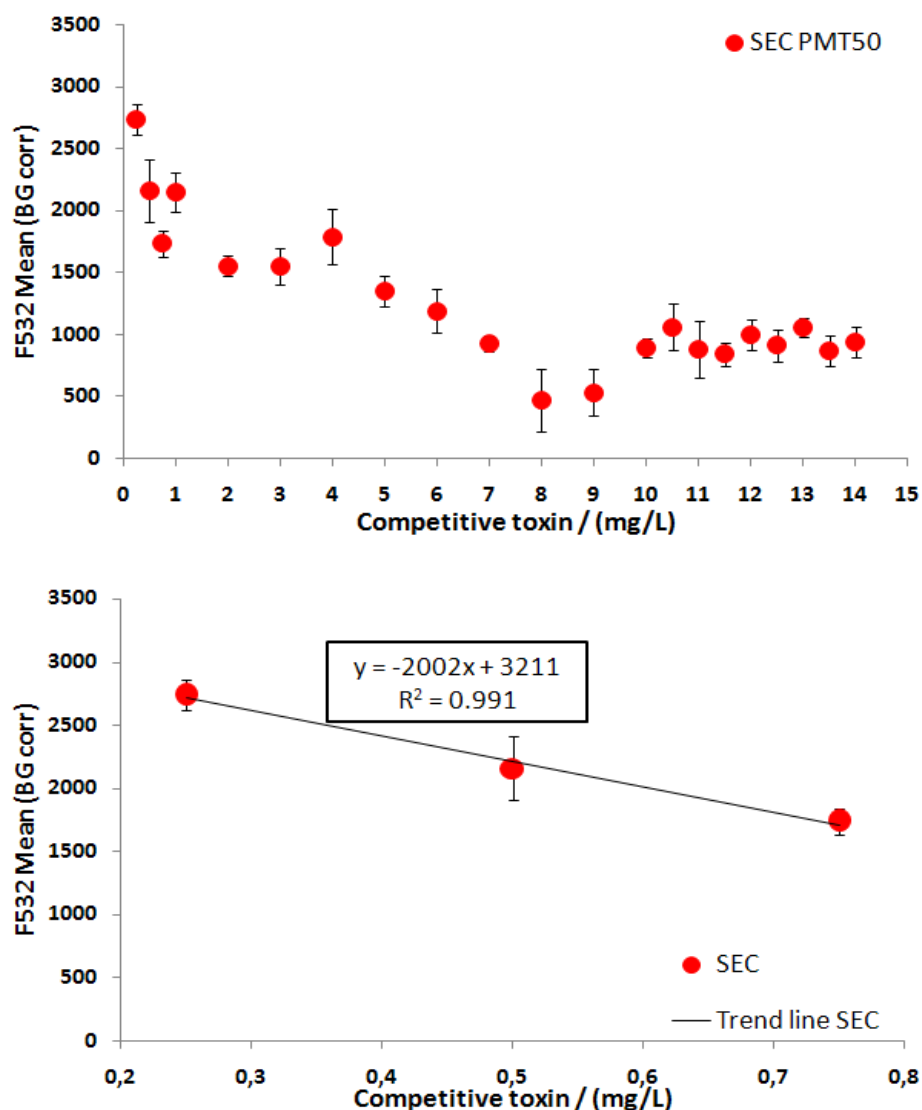 SEC PMT50
F532 Mean (BG corr)
3500
3000
2500
2000
1500
1000
500
0
0 1 2 3 4 5 6 7 8 9 10 11 12 13 14 15
Competitive toxin / (mg/L)
F532 Mean (BG corr)
3500
3000
2500
2000
1500
1000
500
0
y = -2002x + 3211
R² = 0.991
SEC
Trend line SEC
0,2 0,3 0,4 0,5 0,6 0,7 0,8
Competitive toxin / (mg/L)